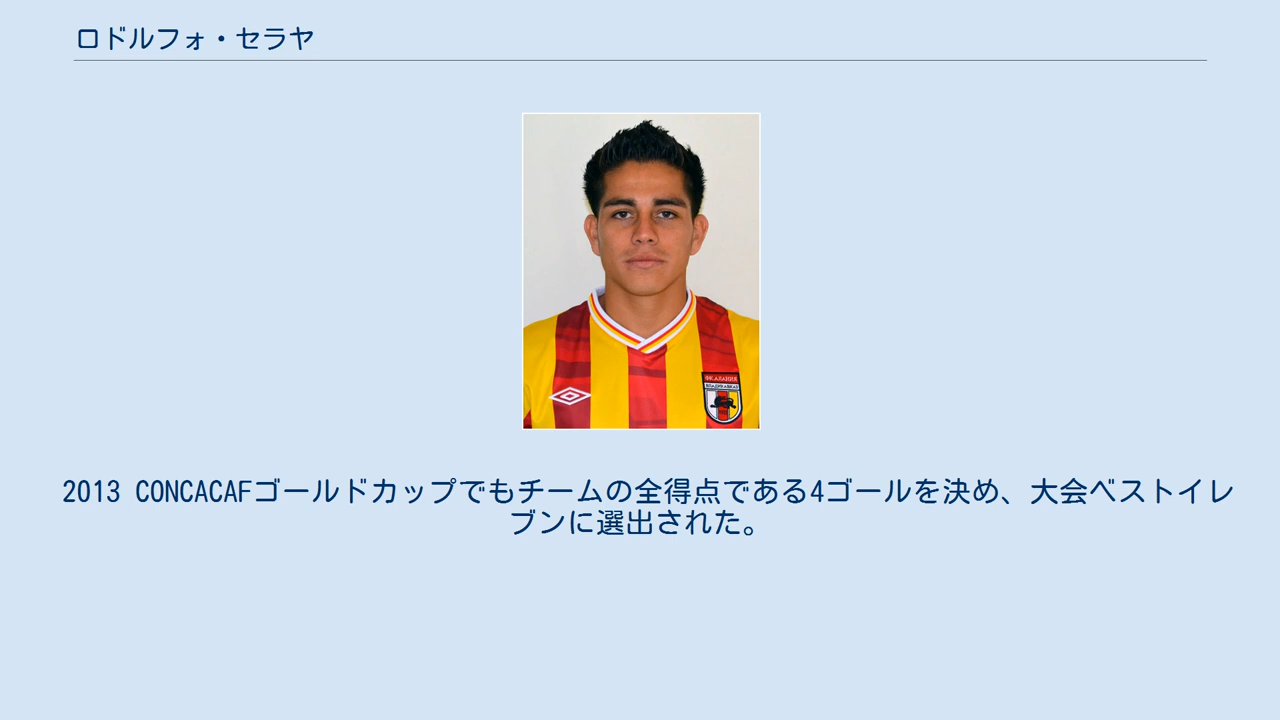 ロドルフォ・セラヤ
ФК АЛАНИЯ
ВЛАДИКАВКАЗ
2013 CONCACAFゴールドカップでもチームの全得点である4ゴールを決め、大会ベストイレ
ブンに選出された。